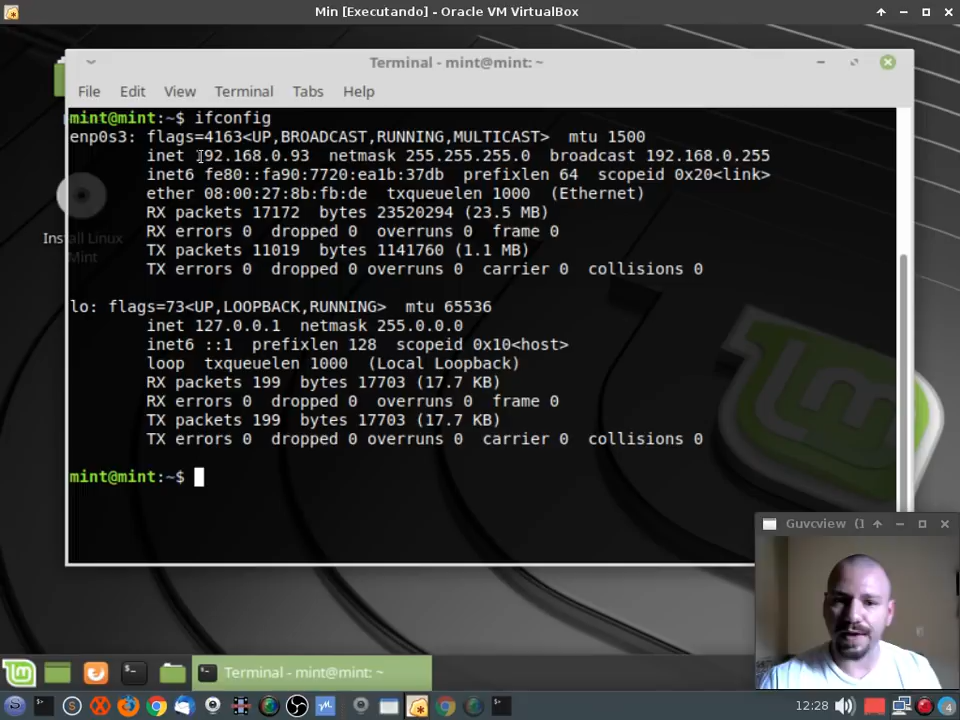 Min [Executando] - Oracle VM VirtualBox
Terminal - mint@mint: ~
File Edit View Terminal Tabs Help
mint@mint:~$ ifconfig
enp0s3: flags=4163<UP,BROADCAST,RUNNING,MULTICAST>  mtu 1500
inet 192.168.0.93  netmask 255.255.255.0  broadcast 192.168.0.255
inet6 fe80::fa90:7720:ea1b:37db  prefixlen 64  scopeid 0x20<link>
ether 08:00:27:8b:fb:de  txqueuelen 1000  (Ethernet)
RX packets 17172  bytes 23520294 (23.5 MB)
RX errors 0  dropped 0  overruns 0  frame 0
TX packets 11019  bytes 1141760 (1.1 MB)
TX errors 0  dropped 0 overruns 0  carrier 0  collisions 0
lo: flags=73<UP,LOOPBACK,RUNNING>  mtu 65536
inet 127.0.0.1  netmask 255.0.0.0
inet6 ::1  prefixlen 128  scopeid 0x10<host>
loop  txqueuelen 1000  (Local Loopback)
RX packets 199  bytes 17703 (17.7 KB)
RX errors 0  dropped 0  overruns 0  frame 0
TX packets 199  bytes 17703 (17.7 KB)
TX errors 0  dropped 0 overruns 0  carrier 0  collisions 0
mint@mint:~$
Install Linux
Mint
Guvcview (1
Terminal - mint@mint: ~
12:28
4